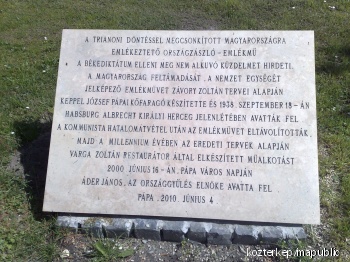 A TRIANONI DÖNTÉSSEL MEGCSONKÍTOTT MAGYARORSZÁGRA
EMLÉKEZTETŐ ORSZÁGZÁSZLÓ - EMLÉKMŰ
A BÉKEDIKTÁTUM ELLENI MEG NEM ALKUVÓ KÜZDELMET HIRDETI.
A MAGYARORSZÁG FELTÁMADÁSÁT, A NEMZET EGYSÉGÉT
JELKÉPEZŐ EMLÉKMŰVET ZÁVORY ZOLTÁN TERVEI ALAPJÁN
KEPPEL JÓZSEF PÁPAI KŐFARAGÓ KÉSZÍTETTE ÉS 1938. SZEPTEMBER 18-ÁN
HABSBURG ALBRECHT KIRÁLYI HERCEG JELENLÉTÉBEN AVATTÁK FEL.
A KOMMUNISTA HATALOMÁTVÉTEL UTÁN AZ EMLÉKMŰVET ELTÁVOLÍTOTTÁK,
MAJD A MILLENNIUM ÉVÉBEN AZ EREDETI TERVEK ALAPJÁN
VARGA ZOLTÁN RESTAURÁTOR ÁLTAL ELKÉSZÍTETT MŰALKOTÁST
2000. JÚNIUS 16-ÁN, PÁPA VÁROS NAPJÁN
ÁDER JÁNOS, AZ ORSZÁGGYŰLÉS ELNÖKE AVATTA FEL
PÁPA, 2010. JÚNIUS 4
kozterkep/mapublic